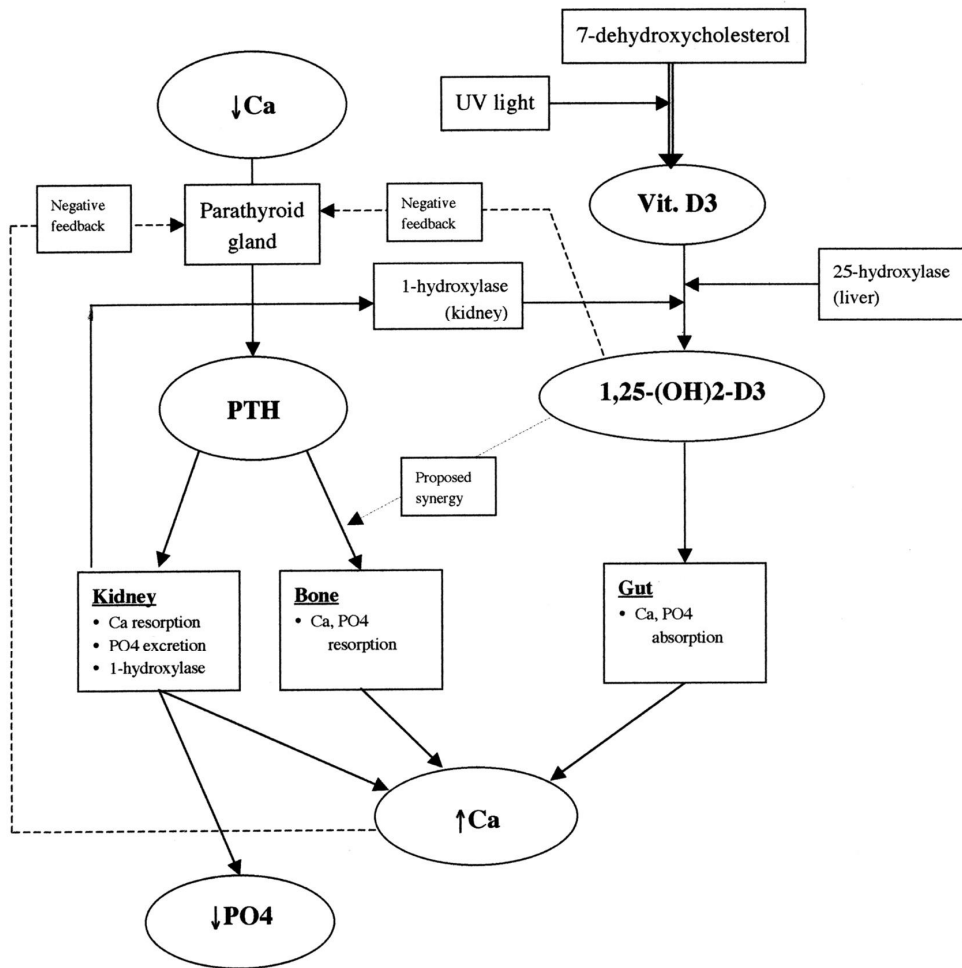 7-dehydroxycholesterol
↓Ca
UV light
Vit. D3
Negative
feedback
Parathyroid
gland
Negative
feedback
1-hydroxylase
(kidney)
25-hydroxylase
(liver)
PTH
1,25-(OH)2-D3
Proposed
synergy
Kidney
• Ca resorption
• PO4 excretion
• 1-hydroxylase
Bone
• Ca, PO4
resorption
Gut
• Ca, PO4
absorption
↑Ca
↓PO4